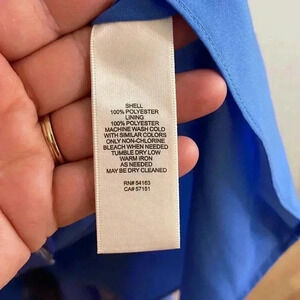 SHELL
100% POLYESTER
LINING
100% POLYESTER
MACHINE WASH COLD
WITH SIMILAR COLORS
ONLY NON-CHLORINE
BLEACH WHEN NEEDED
TUMBLE DRY LOW
WARM IRON
AS NEEDED
MAY BE DRY CLEANED
RN# 54163
CA# 57151